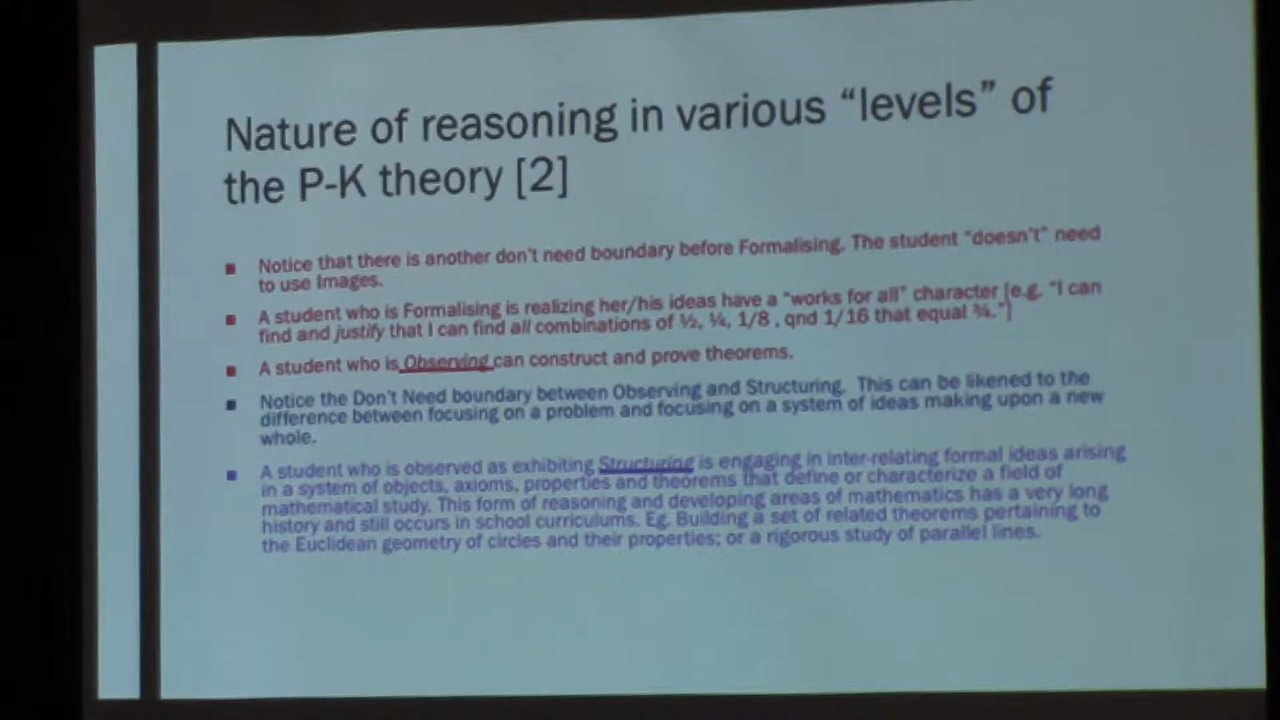 Nature of reasoning in various “levels” of
the P-K theory [2]
Notice that there is another don't need boundary before Formalising. The student “doesn't” need
to use Images.
A student who is Formalising is realizing her/his ideas have a “works for all” character [e.g. “I can
find and justify that I can find all combinations of ½, ¼, 1/8 , qnd 1/16 that equal ¾.”]
A student who is Observing can construct and prove theorems.
Notice the Don't Need boundary between Observing and Structuring. This can be likened to the
difference between focusing on a problem and focusing on a system of ideas making upon a new
whole.
A student who is observed as exhibiting Structuring is engaging in inter-relating formal ideas arising
in a system of objects, axioms, properties and theorems that define or characterize a field of
mathematical study. This form of reasoning and developing areas of mathematics has a very long
history and still occurs in school curriculums. Eg. Building a set of related theorems pertaining to
the Euclidean geometry of circles and their properties; or a rigorous study of parallel lines.